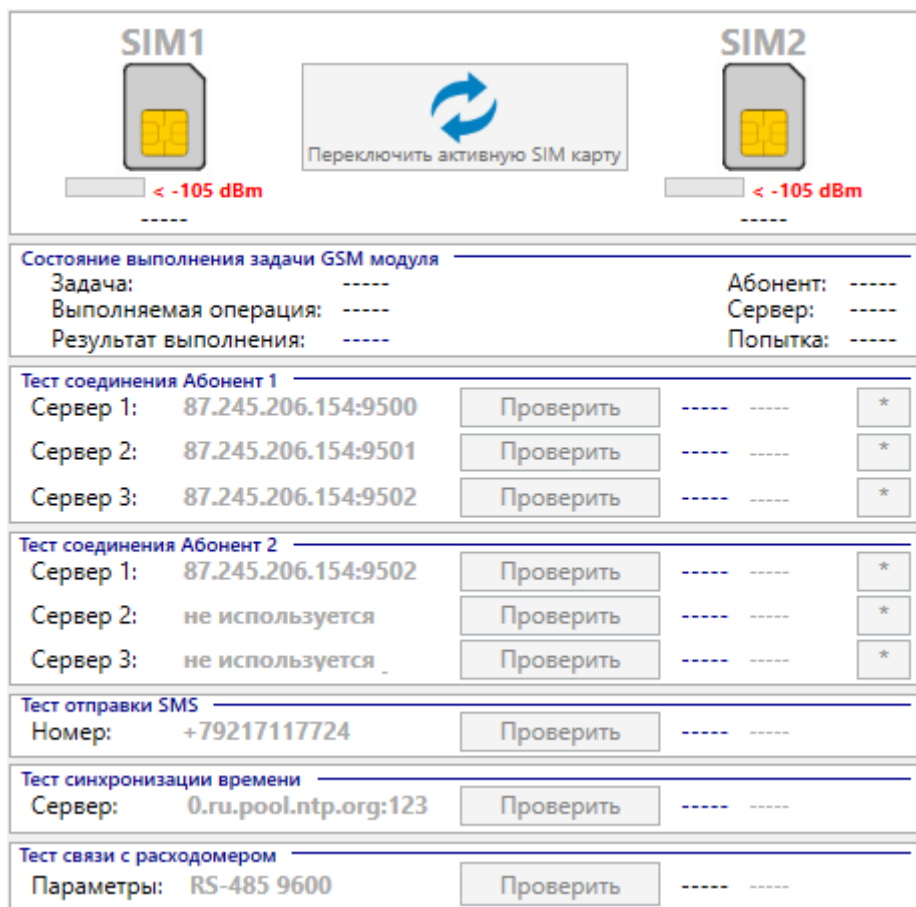 SIM1 SIM2
Переключить активную SIM карту
< -105 dBm < -105 dBm
----- -----
Состояние выполнения задачи GSM модуля
Задача: ----- Абонент: -----
Выполняемая операция: ----- Сервер: -----
Результат выполнения: ----- Попытка: -----
Тест соединения Абонент 1
Сервер 1: 87.245.206.154:9500 Проверить ----- ----- *
Сервер 2: 87.245.206.154:9501 Проверить ----- ----- *
Сервер 3: 87.245.206.154:9502 Проверить ----- ----- *
Тест соединения Абонент 2
Сервер 1: 87.245.206.154:9502 Проверить ----- ----- *
Сервер 2: не используется Проверить ----- ----- *
Сервер 3: не используется _ Проверить ----- ----- *
Тест отправки SMS
Номер: +79217117724 Проверить ----- -----
Тест синхронизации времени
Сервер: 0.ru.pool.ntp.org:123 Проверить ----- -----
Тест связи с расходомером
Параметры: RS-485 9600 Проверить ----- -----